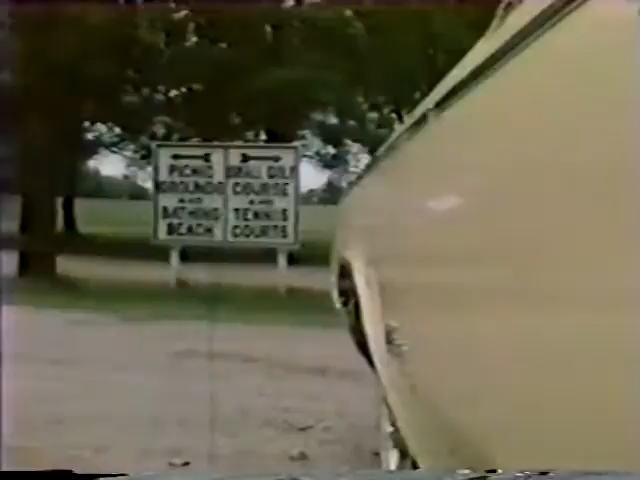 PICNIC
GROUNDS
AND
BATHING
BEACH
SMALL GOLF
COURSE
AND
TENNIS
COURTS